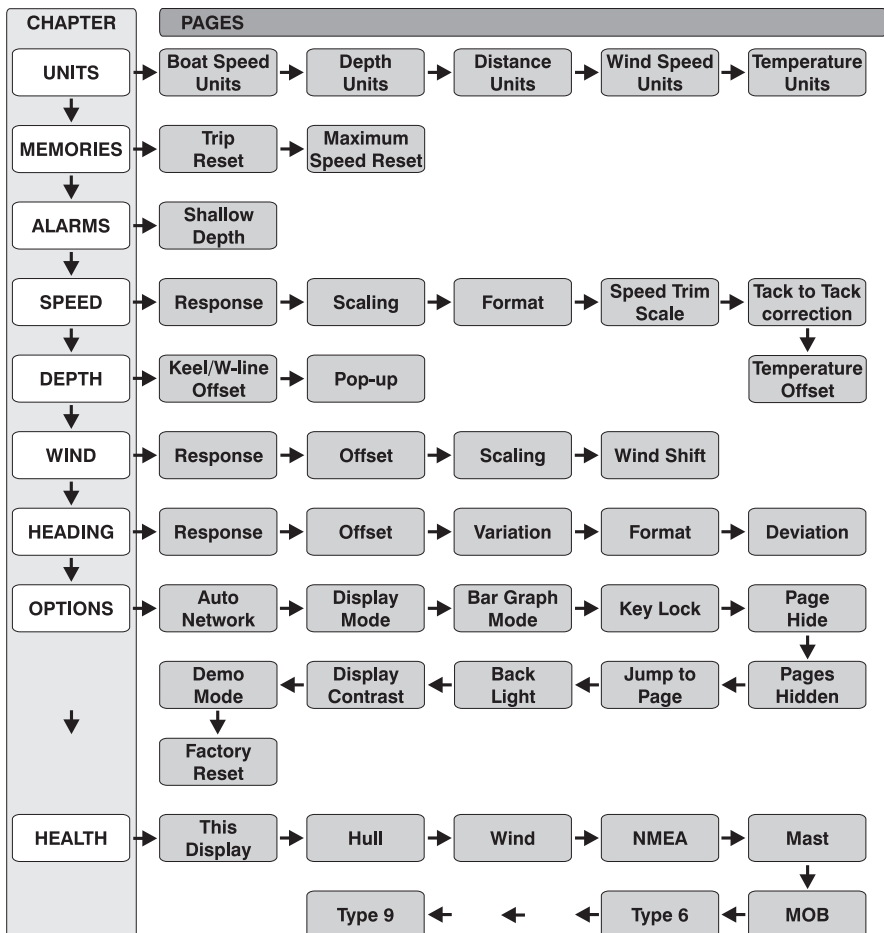 CHAPTER PAGES
UNITS Boat Speed Units Depth Units Distance Units Wind Speed Units Temperature Units
MEMORIES Trip Reset Maximum Speed Reset
ALARMS Shallow Depth
SPEED Response Scaling Format Speed Trim Scale Tack to Tack correction
Temperature Offset
DEPTH Keel/W-line Offset Pop-up
WIND Response Offset Scaling Wind Shift
HEADING Response Offset Variation Format Deviation
OPTIONS Auto Network Display Mode Bar Graph Mode Key Lock Page Hide
Demo Mode Display Contrast Back Light Jump to Page Pages Hidden
Factory Reset
HEALTH This Display Hull Wind NMEA Mast
Type 9 Type 6 MOB